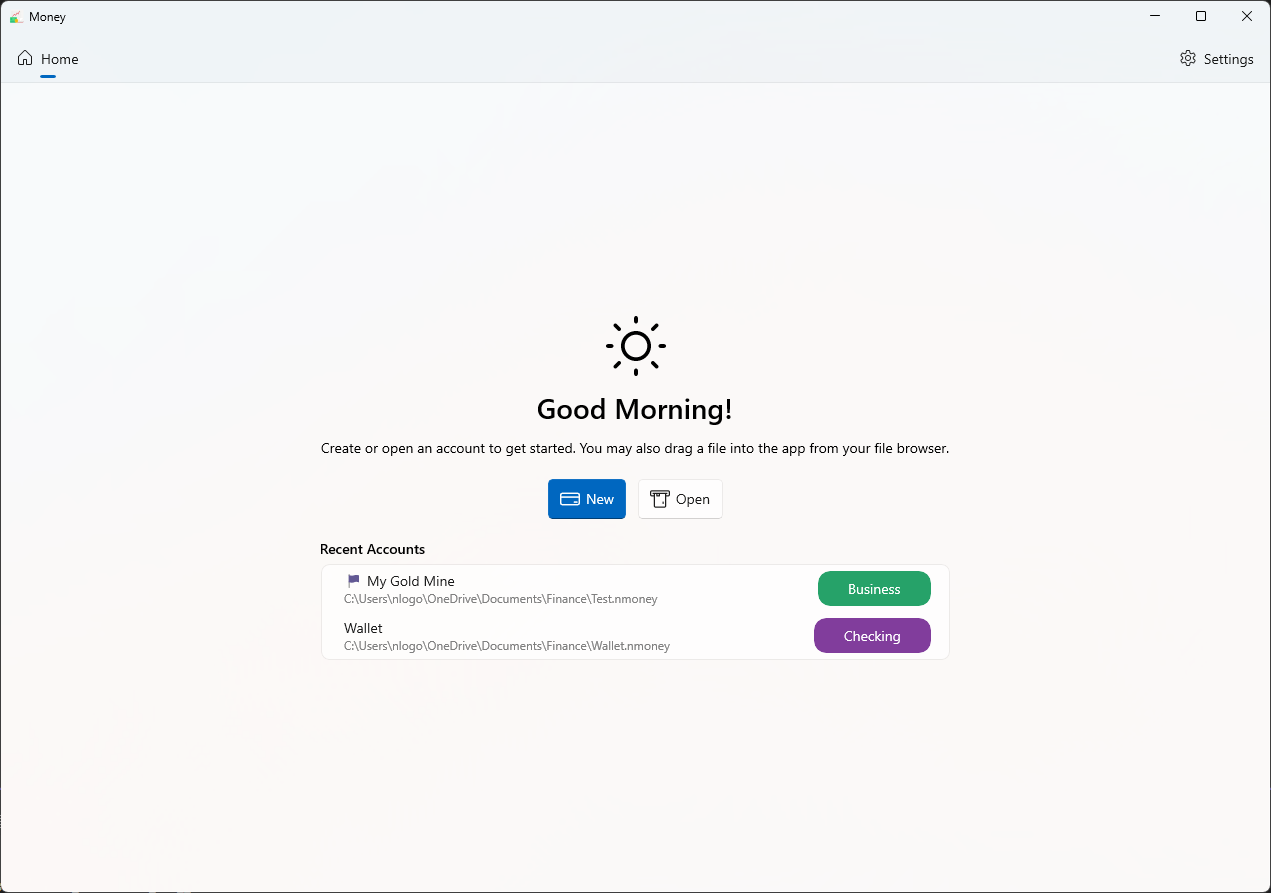 Money
Home
Settings
Good Morning!
Create or open an account to get started. You may also drag a file into the app from your file browser.
New
Open
Recent Accounts
My Gold Mine
C:\Users\nlogo\OneDrive\Documents\Finance\Test.nmoney
Business
Wallet
C:\Users\nlogo\OneDrive\Documents\Finance\Wallet.nmoney
Checking